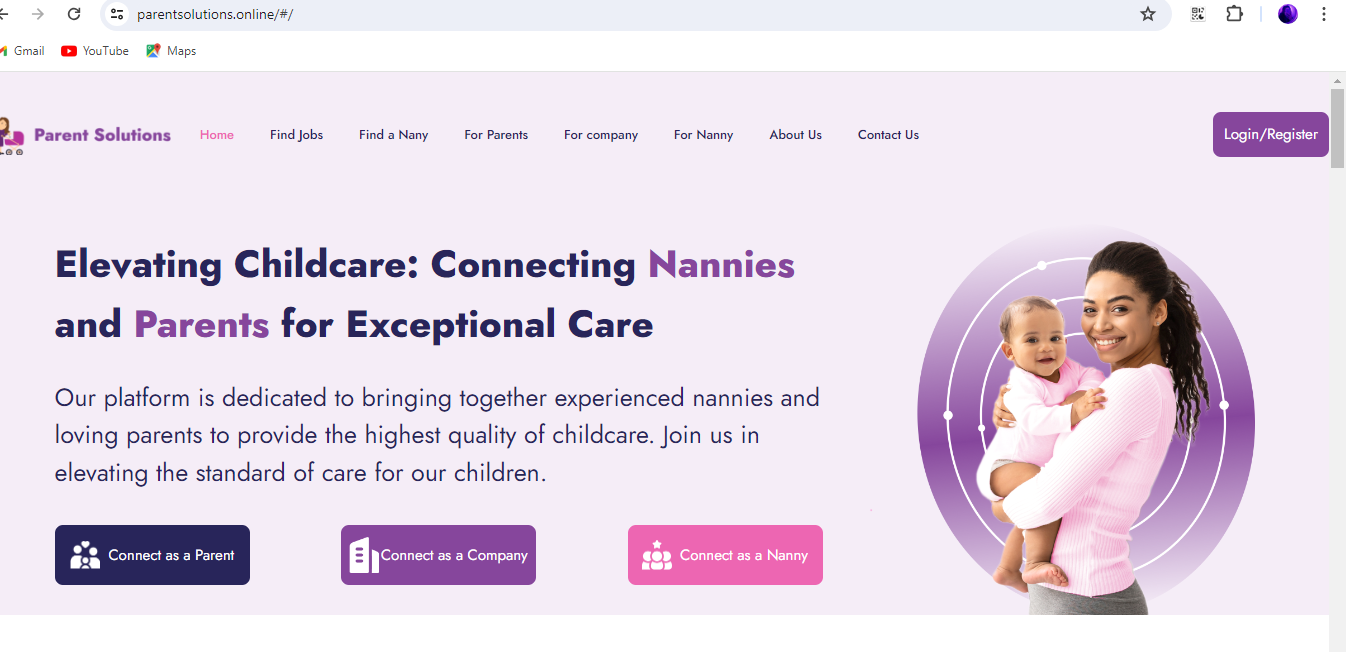 parentsolutions.online/#/
Gmail YouTube Maps
Parent Solutions Home Find Jobs Find a Nany For Parents For company For Nanny About Us Contact Us Login/Register
Elevating Childcare: Connecting Nannies
and Parents for Exceptional Care
Our platform is dedicated to bringing together experienced nannies and
loving parents to provide the highest quality of childcare. Join us in
elevating the standard of care for our children.
Connect as a Parent Connect as a Company Connect as a Nanny